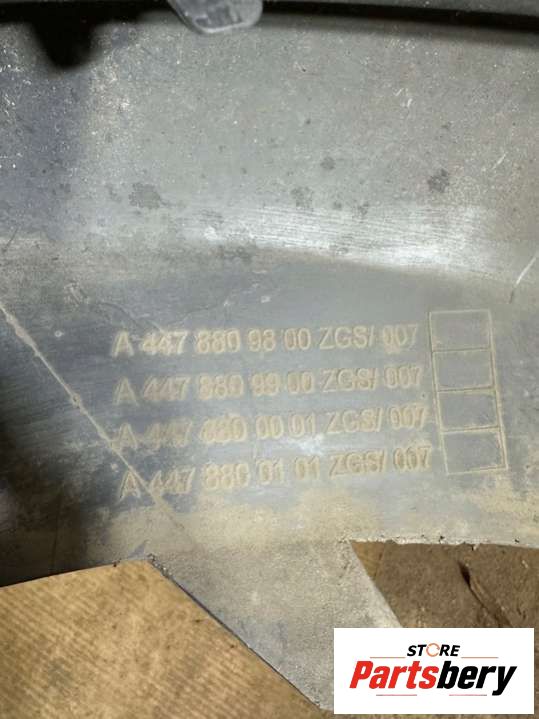 A 447 880 98 00 ZGS/ 007
A 447 880 99 00 ZGS/ 007
A 447 880 00 01 ZGS/ 007
A 447 880 01 01 ZGS/ 007
STORE
Partsbery